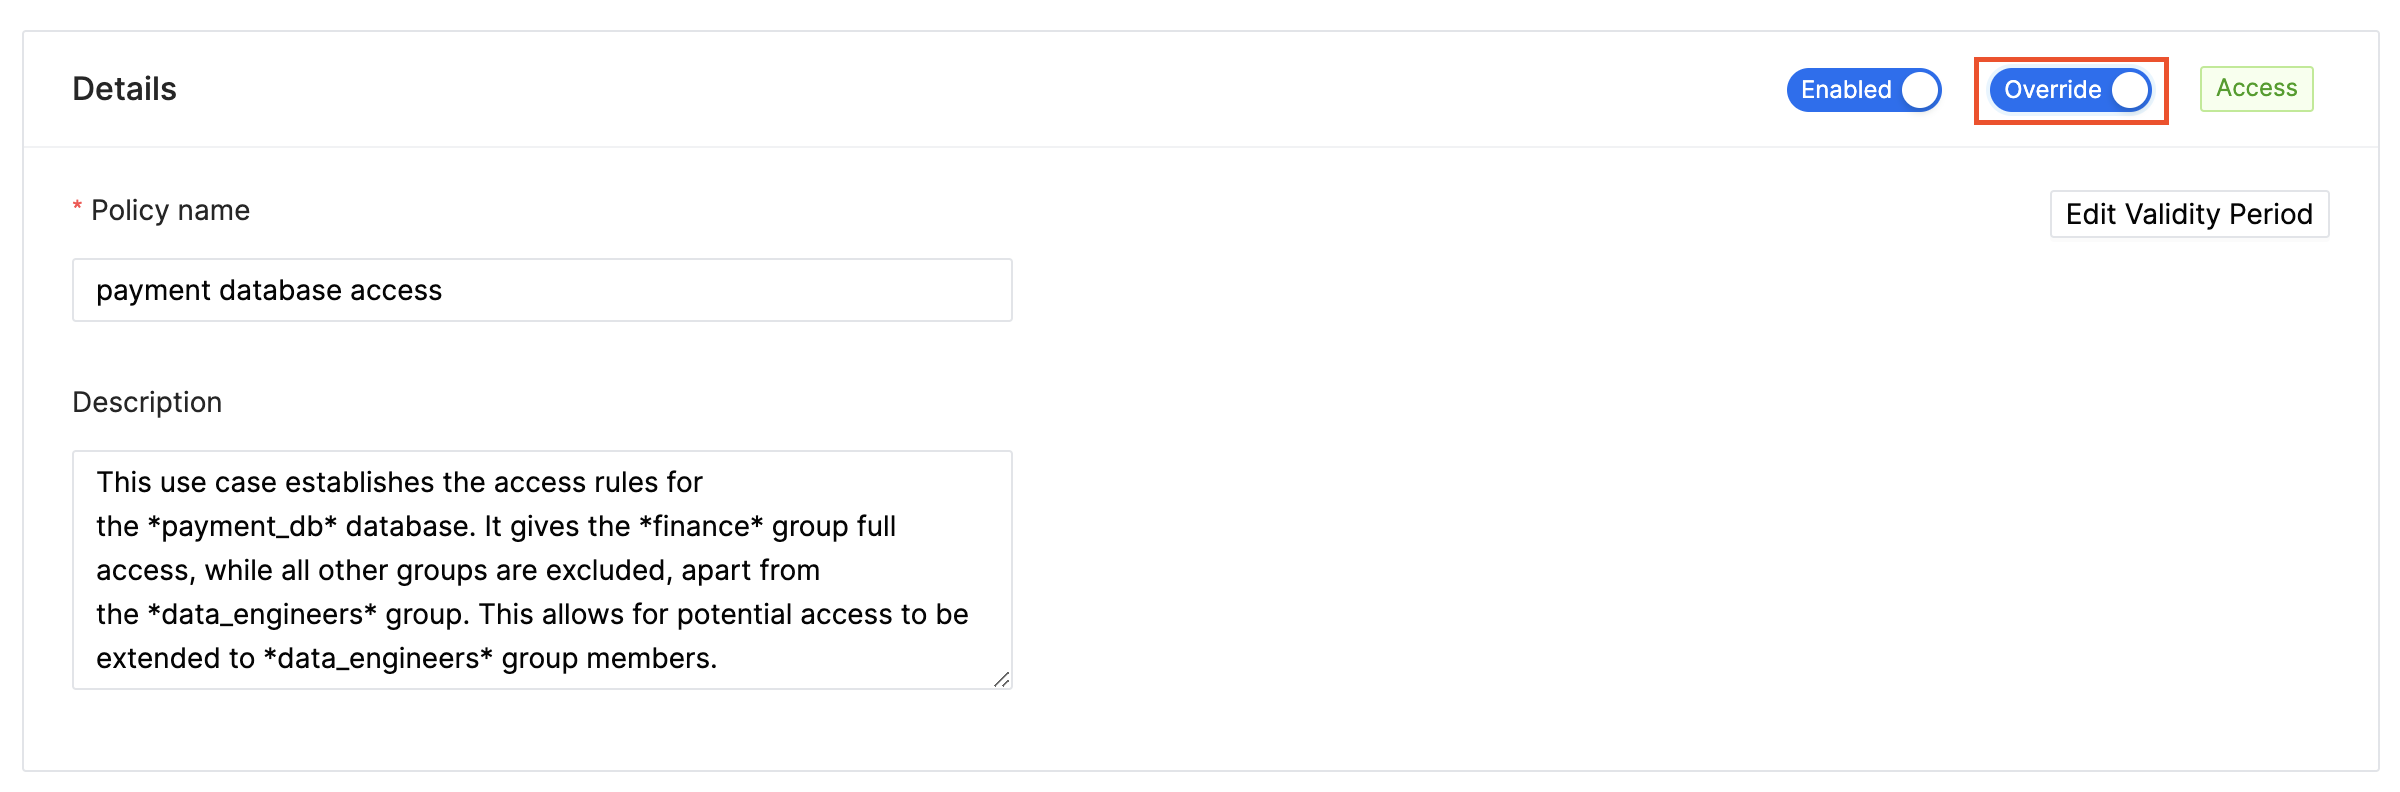 Details
Enabled
Override
Access
* Policy name
Edit Validity Period
payment database access
Description
This use case establishes the access rules for
the *payment_db* database. It gives the *finance* group full
access, while all other groups are excluded, apart from
the *data_engineers* group. This allows for potential access to be
extended to *data_engineers* group members.